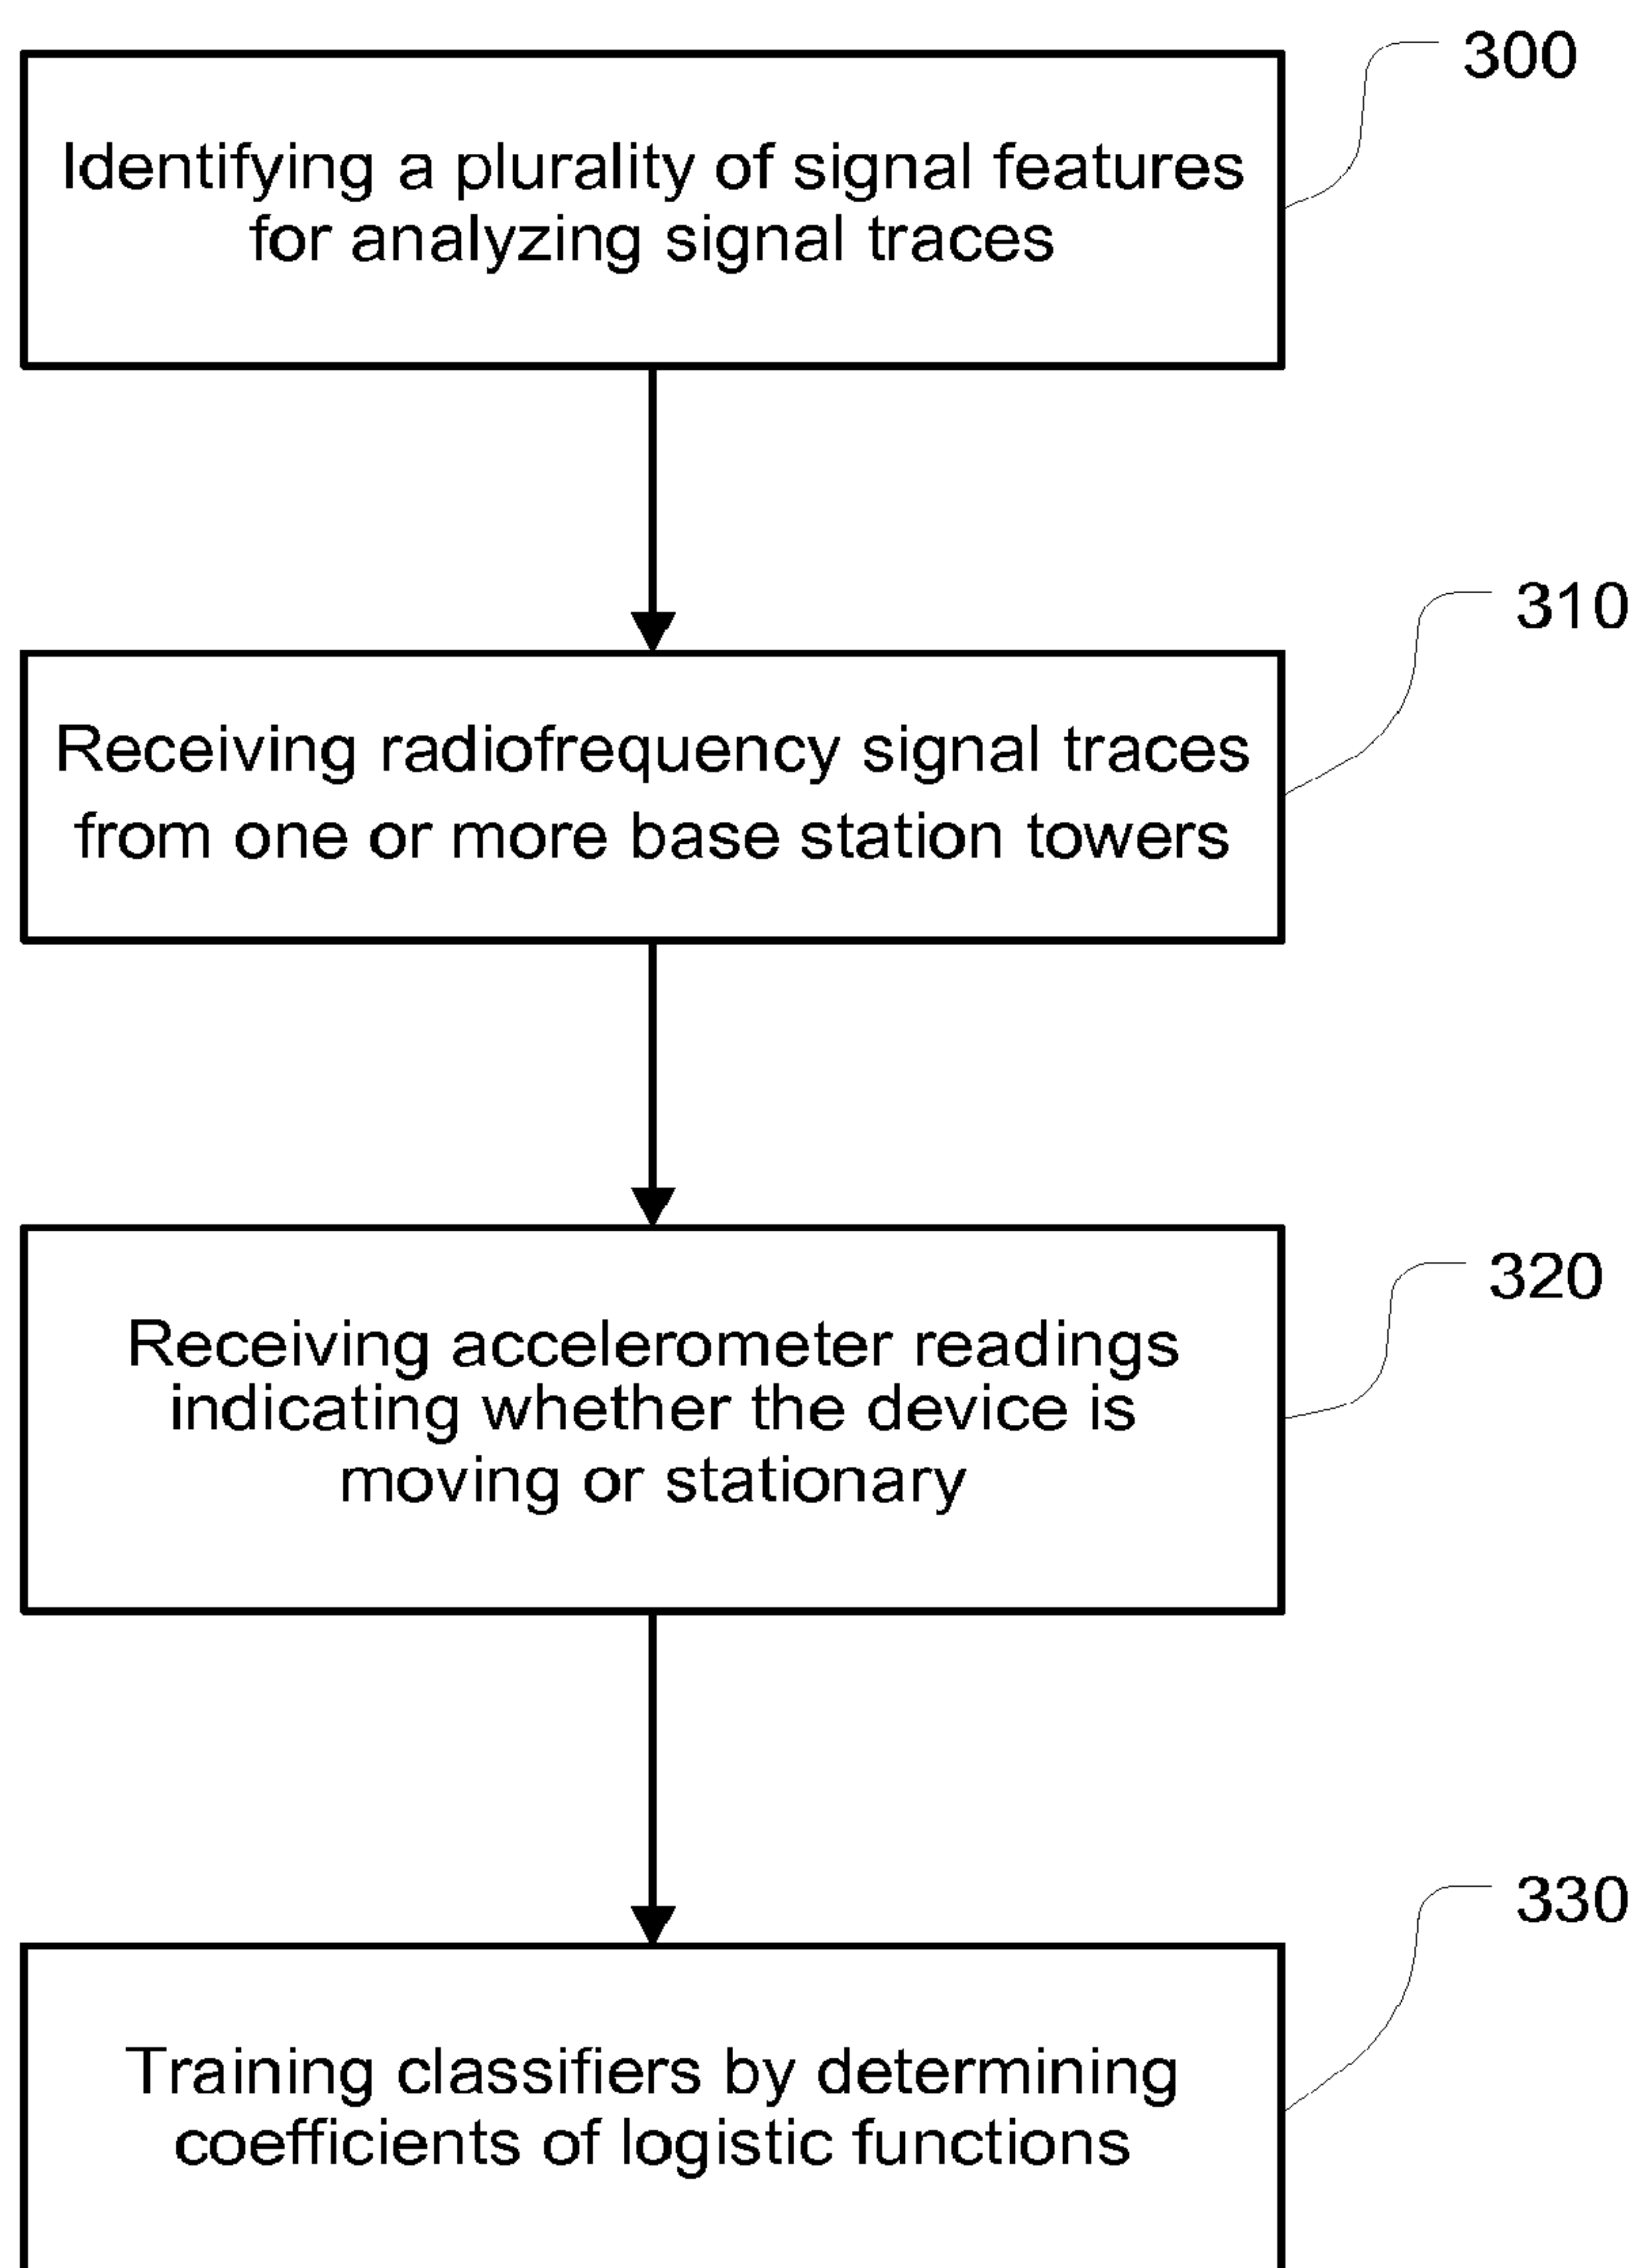 300
Identifying a plurality of signal features
for analyzing signal traces
310
Receiving radiofrequency signal traces
from one or more base station towers
320
Receiving accelerometer readings
indicating whether the device is
moving or stationary
330
Training classifiers by determining
coefficients of logistic functions